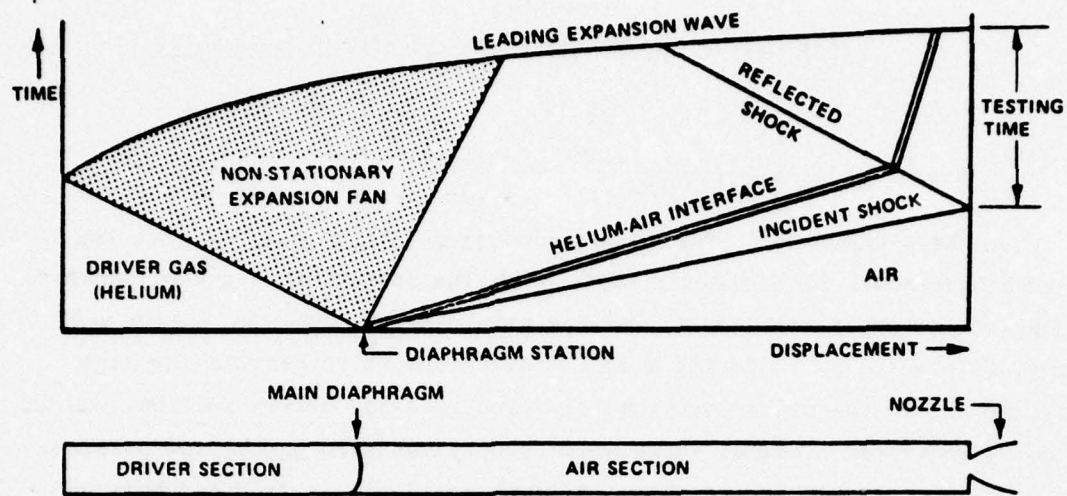 LEADING EXPANSION WAVE
TIME
REFLECTED
SHOCK
TESTING
TIME
NON-STATIONARY
EXPANSION FAN
HELIUM-AIR INTERFACE
INCIDENT SHOCK
DRIVER GAS
(HELIUM)
AIR
DIAPHRAGM STATION
DISPLACEMENT
MAIN DIAPHRAGM
NOZZLE
DRIVER SECTION
AIR SECTION